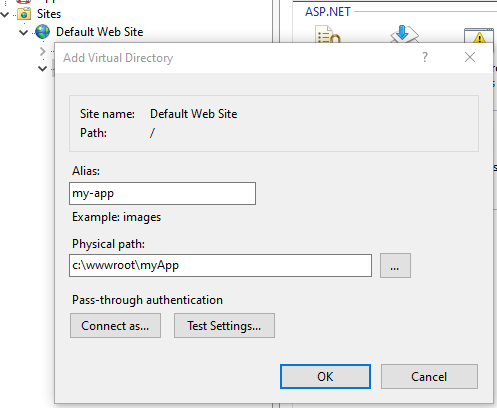 Sites
ASP.NET
Default Web Site
Add Virtual Directory
?
Site name: Default Web Site
Path: /
Alias:
my-app
Example: images
Physical path:
c:\wwwroot\myApp
...
Pass-through authentication
Connect as... Test Settings...
OK Cancel